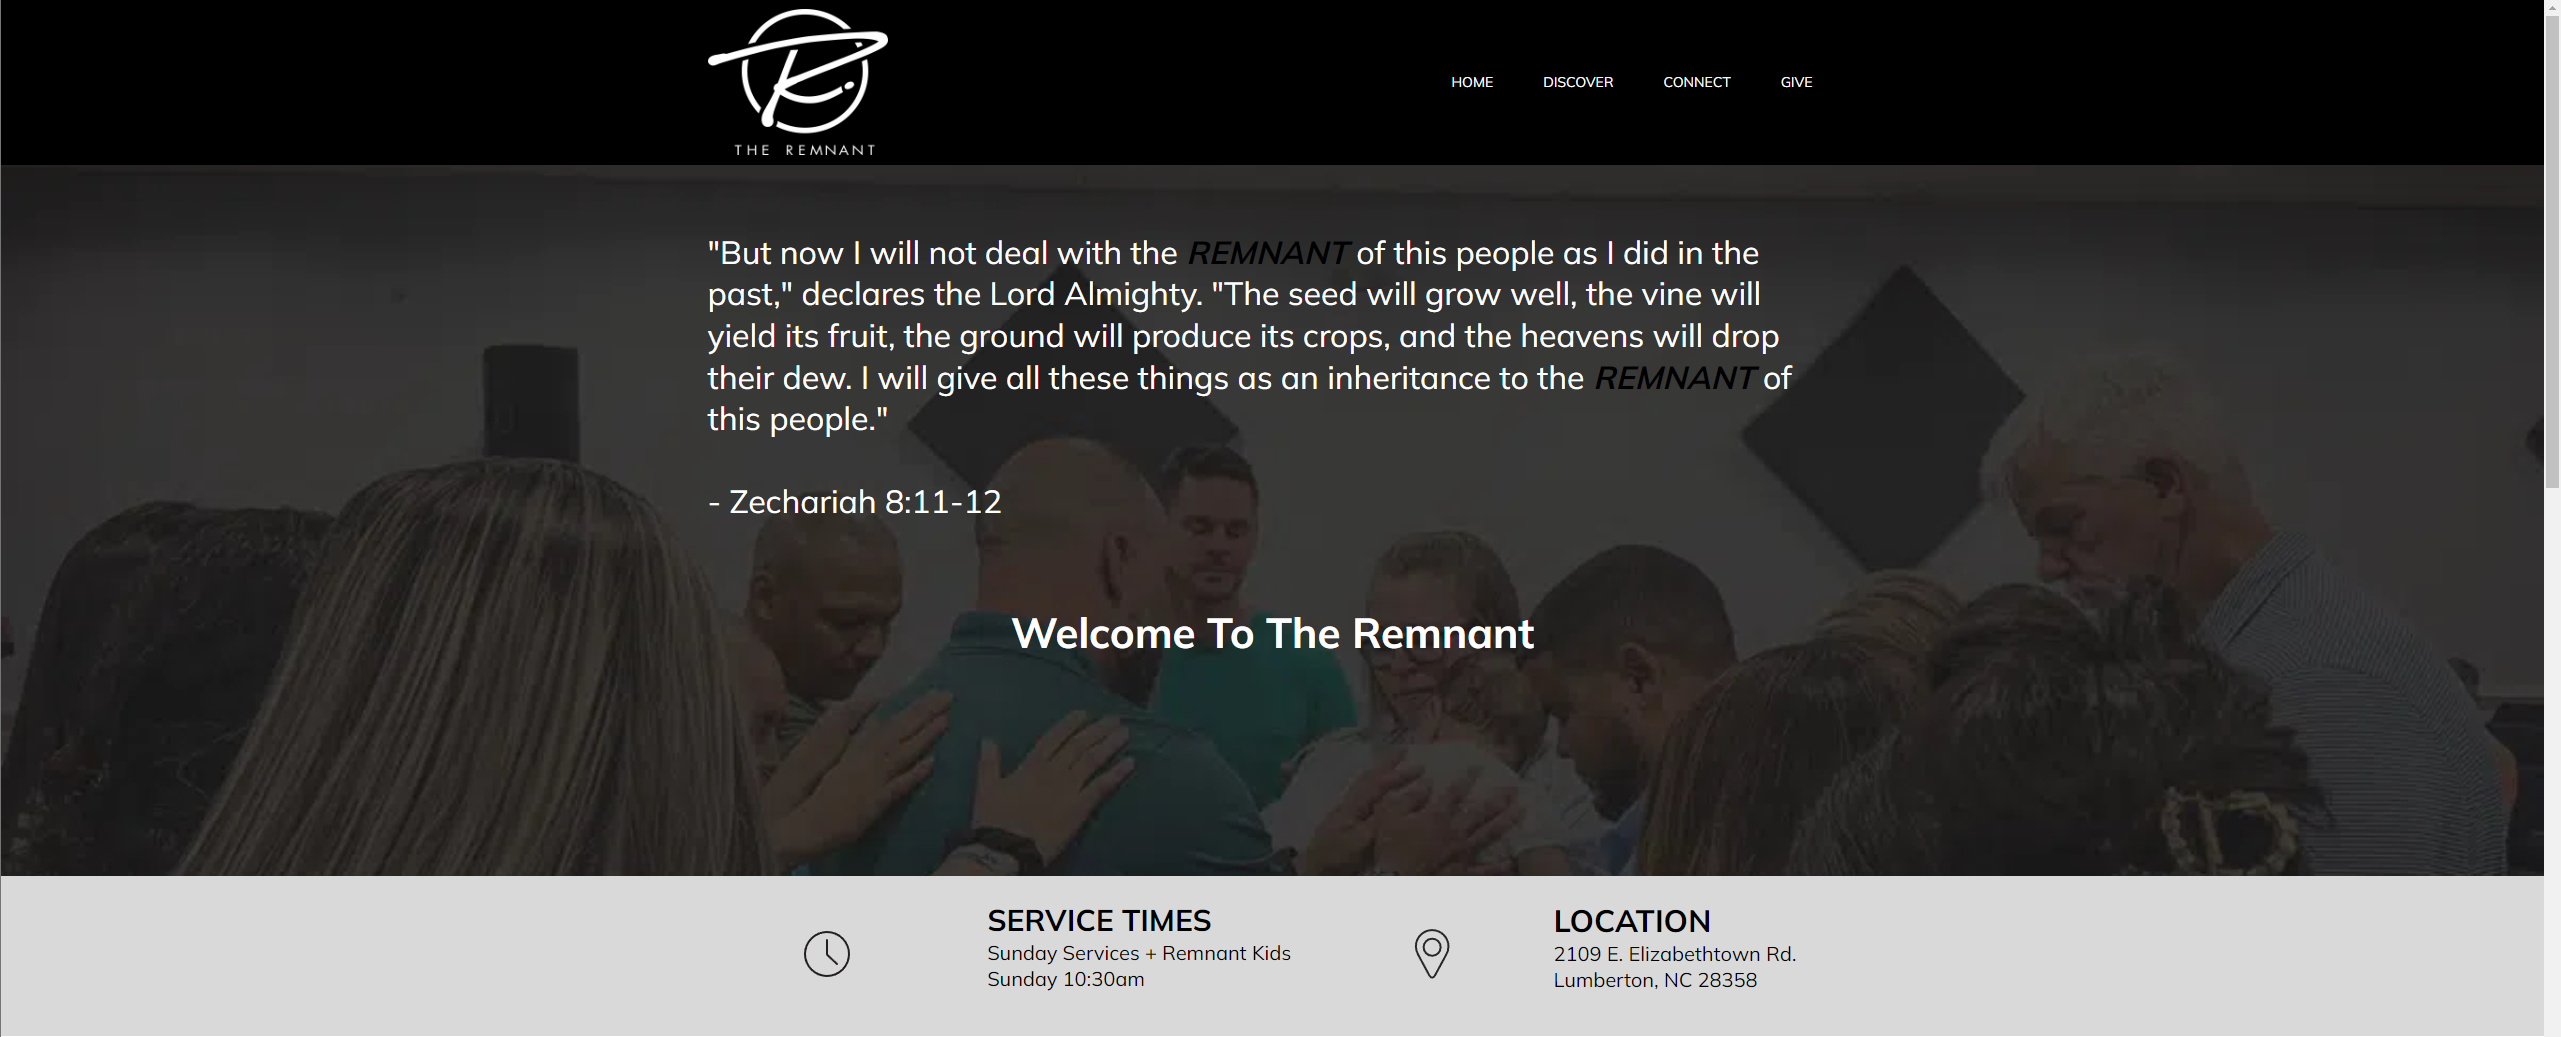 THE REMNANT
HOME DISCOVER CONNECT GIVE
"But now I will not deal with the REMNANT of this people as I did in the
past," declares the Lord Almighty. "The seed will grow well, the vine will
yield its fruit, the ground will produce its crops, and the heavens will drop
their dew. I will give all these things as an inheritance to the REMNANT of
this people."
- Zechariah 8:11-12
Welcome To The Remnant
SERVICE TIMES
Sunday Services + Remnant Kids
Sunday 10:30am
LOCATION
2109 E. Elizabethtown Rd.
Lumberton, NC 28358